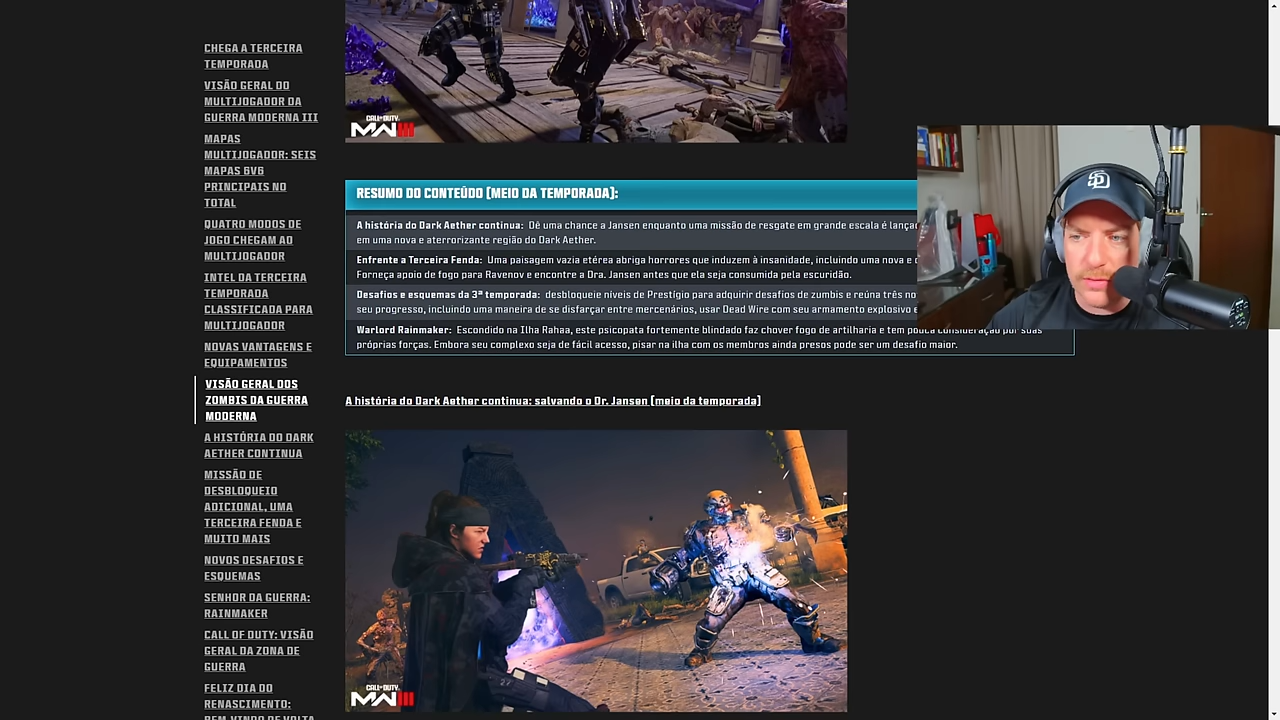 CHEGA A TERCEIRA
TEMPORADA
VISÃO GERAL DO
MULTIJOGADOR DA
GUERRA MODERNA III
MAPAS
MULTIJOGADOR: SEIS
MAPAS 6V6
PRINCIPAIS NO
TOTAL
QUATRO MODOS DE
JOGO CHEGAM AO
MULTIJOGADOR
INTEL DA TERCEIRA
TEMPORADA
CLASSIFICADA PARA
MULTIJOGADOR
NOVAS VANTAGENS E
EQUIPAMENTOS
VISÃO GERAL DOS
ZOMBIS DA GUERRA
MODERNA
A HISTÓRIA DO DARK
AETHER CONTINUA
MISSÃO DE
DESBLOQUEIO
ADICIONAL, UMA
TERCEIRA FENDA E
MUITO MAIS
NOVOS DESAFIOS E
ESQUEMAS
SENHOR DA GUERRA:
RAINMAKER
CALL OF DUTY: VISÃO
GERAL DA ZONA DE
GUERRA
FELIZ DIA DO
RENASCIMENTO:
BEM-VINDO DE VOLTA
CALL OF DUTY
MWIII
RESUMO DO CONTEÚDO (MEIO DA TEMPORADA):
A história do Dark Aether continua: Dê uma chance a Jansen enquanto uma missão de resgate em grande escala é
em uma nova e aterrorizante região do Dark Aether.
Enfrente a Terceira Fenda: Uma paisagem vazia etérea abriga horrores que induzem à insanidade, incluindo uma nova e
Forneça apoio de fogo para Ravenov e encontre a Dra. Jansen antes que ela seja consumida pela escuridão.
Desafios e esquemas da 3ª temporada: desbloqueie níveis de Prestígio para adquirir desafios de zumbis e reúna três
seu progresso, incluindo uma maneira de se disfarçar entre mercenários, usar Dead Wire com seu armamento explosivo e
Warlord Rainmaker: Escondido na Ilha Rahaa, este psicopata fortemente blindado faz chover fogo de artilharia e tem pouca consideração por suas
próprias forças. Embora seu complexo seja de fácil acesso, pisar na ilha com os membros ainda presos pode ser um desafio maior.
A história do Dark Aether continua: salvando o Dr. Jansen (meio da temporada)
CALL OF DUTY
MWIII
SD